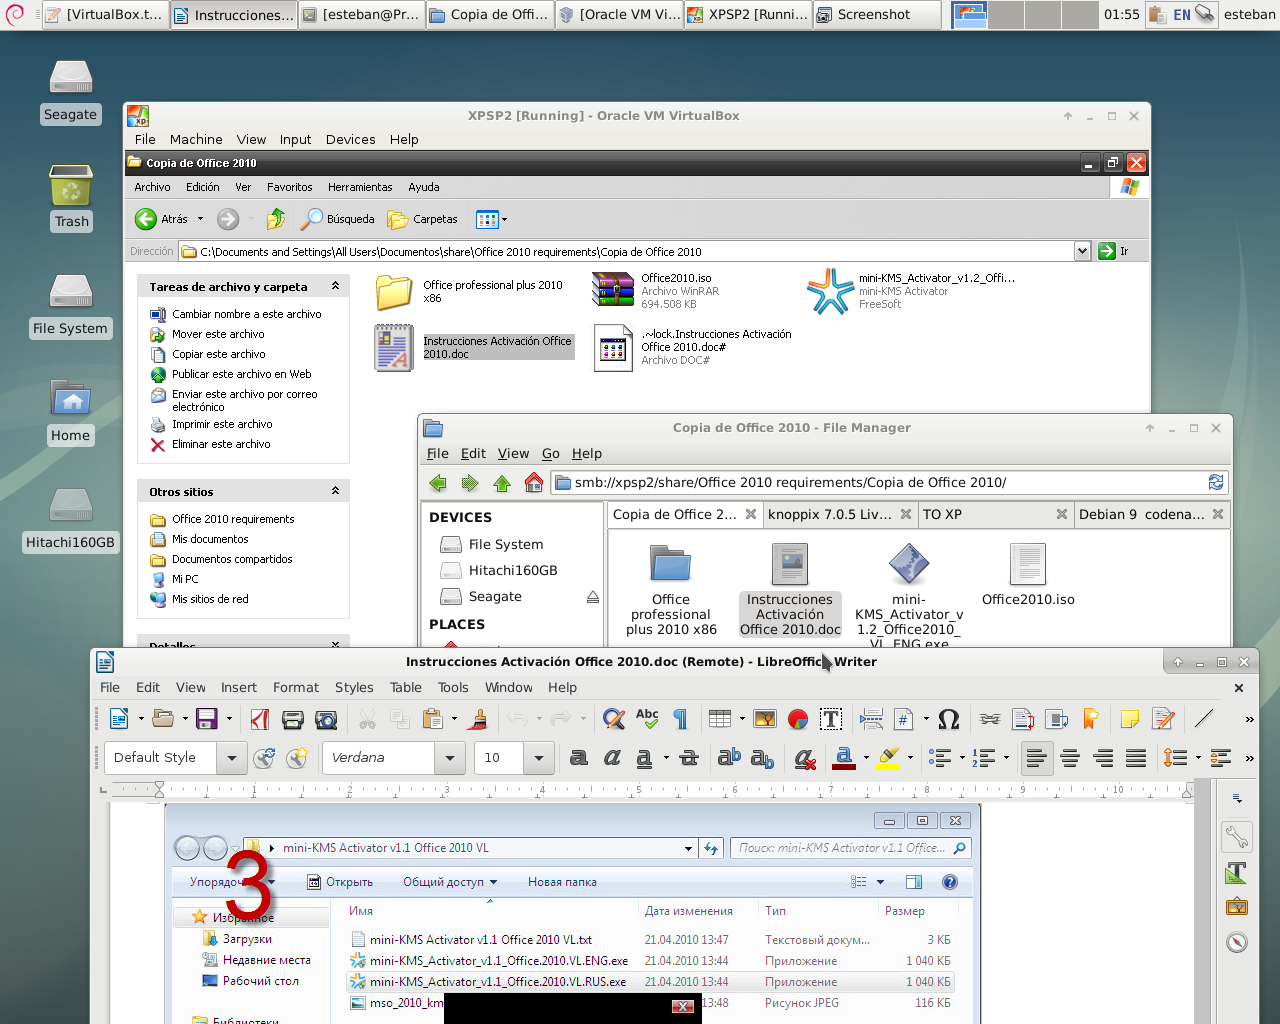 [VirtualBox.t...
Instrucciones...
[esteban@Pr...
Copia de Offi...
[Oracle VM Vi...
XPSP2 [Runni...
Screenshot
01:55
EN
esteban
Seagate
Trash
File System
Home
Hitachi160GB
XPSP2 [Running] - Oracle VM VirtualBox
File Machine View Input Devices Help
Copia de Office 2010
Archivo Edición Ver Favoritos Herramientas Ayuda
Atrás Búsqueda Carpetas
Dirección C:\Documents and Settings\All Users\Documentos\share\Office 2010 requirements\Copia de Office 2010 Ir
Tareas de archivo y carpeta
Cambiar nombre a este archivo
Mover este archivo
Copiar este archivo
Publicar este archivo en Web
Enviar este archivo por correo
electrónico
Imprimir este archivo
Eliminar este archivo
Otros sitios
Office 2010 requirements
Mis documentos
Documentos compartidos
Mi PC
Mis sitios de red
Detalles
Office professional plus 2010
x86
Office2010.iso
Archivo WinRAR
694.508 KB
mini-KMS_Activator_v1.2_Offi...
mini-KMS Activator
FreeSoft
Instrucciones Activación Office
2010.doc
.~lock.Instrucciones Activación
Office 2010.doc#
Archivo DOC#
Copia de Office 2010 - File Manager
File Edit View Go Help
smb://xpsp2/share/Office 2010 requirements/Copia de Office 2010/
DEVICES
File System
Hitachi160GB
Seagate
PLACES
Copia de Office 2...
knoppix 7.0.5 Liv...
TO XP
Debian 9 codena...
Office
professional
plus 2010 x86
Instrucciones
Activación
Office 2010.doc
mini-
KMS_Activator_v
1.2_Office2010_
VL_ENG.exe
Office2010.iso
Instrucciones Activación Office 2010.doc (Remote) - LibreOffice Writer
File Edit View Insert Format Styles Table Tools Window Help
Default Style Verdana 10
1 2 3 4 5 6 7 8 9 10
3
mini-KMS Activator v1.1 Office 2010 VL
Поиск: mini-KMS Activator v1.1 Office...
Упорядоч Открыть Общий доступ Новая папка
Избранное
Загрузки
Недавние места
Рабочий стол
Библиотеки
Имя Дата изменения Тип Размер
mini-KMS Activator v1.1 Office 2010 VL.txt 21.04.2010 13:47 Текстовый докум... 3 КБ
mini-KMS_Activator_v1.1_Office.2010.VL.ENG.exe 21.04.2010 13:44 Приложение 1 040 КБ
mini-KMS_Activator_v1.1_Office.2010.VL.RUS.exe 21.04.2010 13:44 Приложение 1 040 КБ
mso_2010_km 13:48 Рисунок JPEG 116 КБ